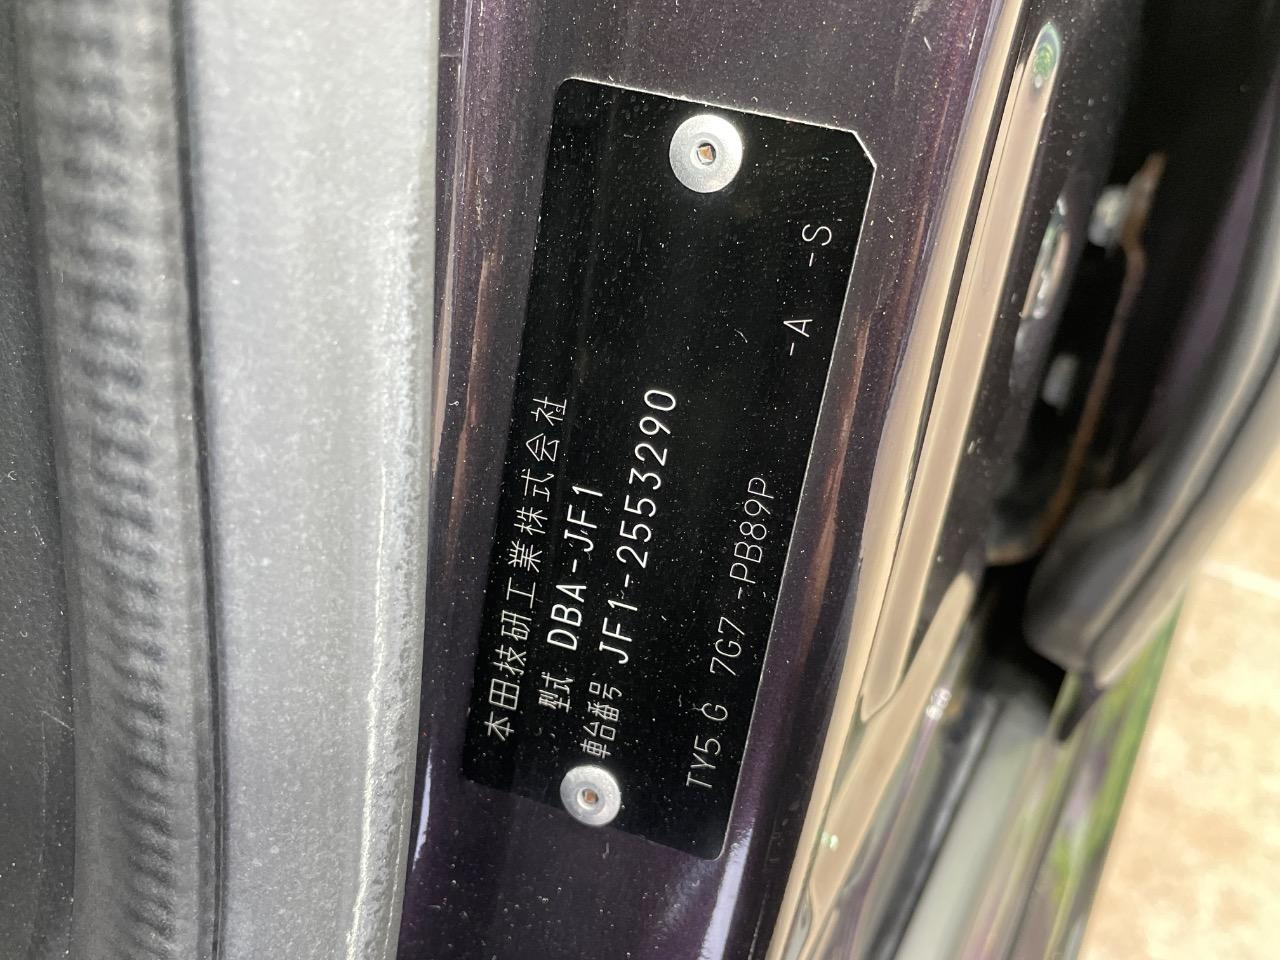 本田技研工業株式会社
型式 DBA-JF1
車台番号 JF1-2553290
TY5 G 7G7 -PB89P -A -S